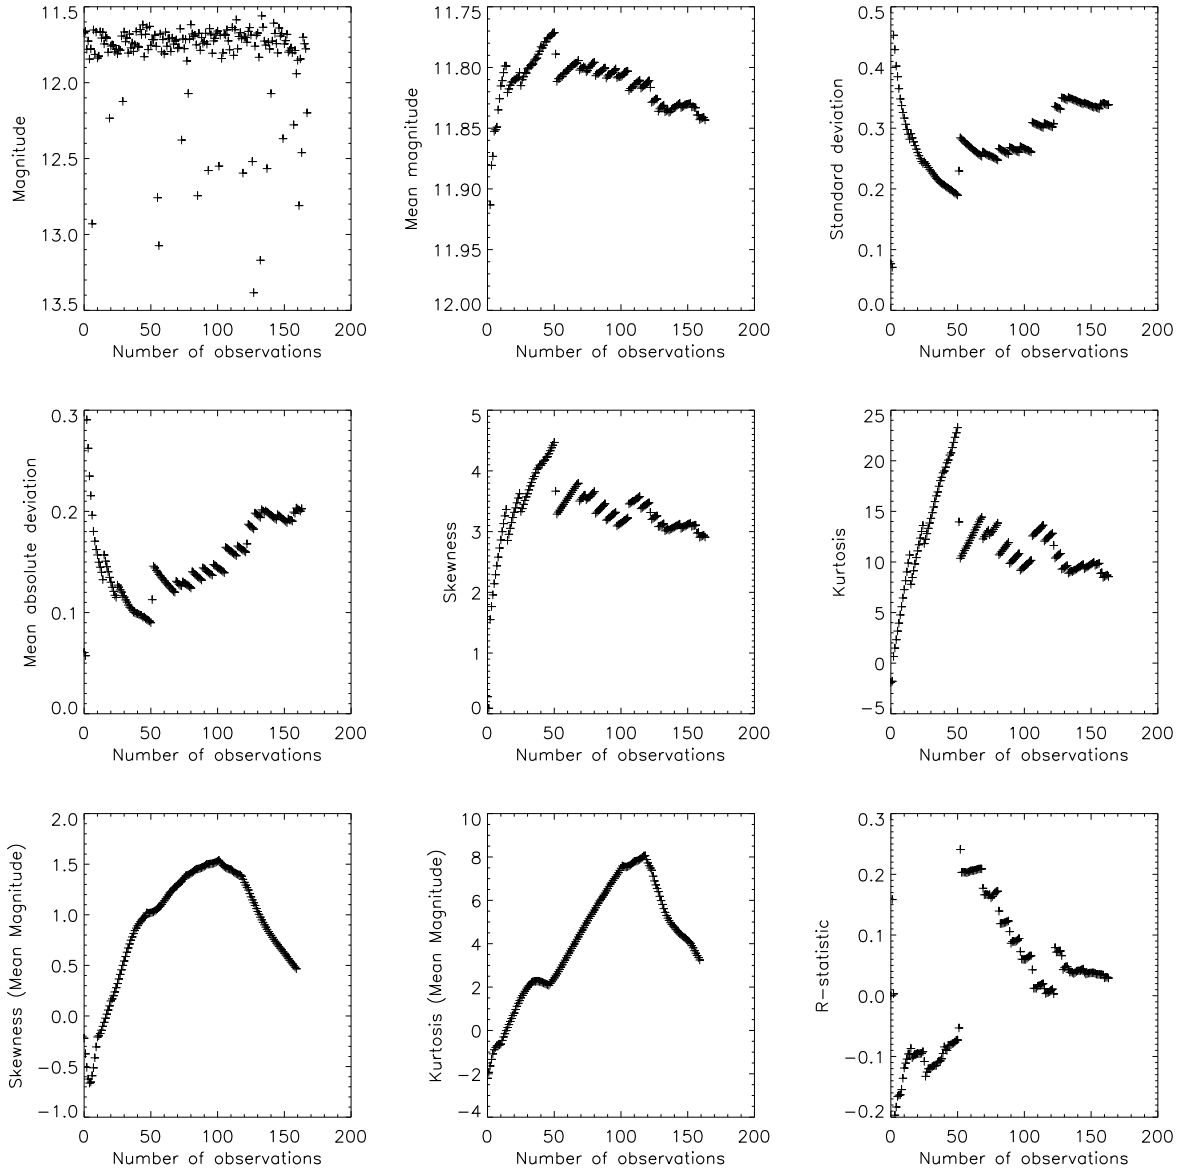 11.5
12.0
12.5
13.0
13.5
Magnitude
0 50 100 150 200
Number of observations
11.75
11.80
11.85
11.90
11.95
12.00
Mean magnitude
0 50 100 150 200
Number of observations
0.5
0.4
0.3
0.2
0.1
0.0
Standard deviation
0 50 100 150 200
Number of observations
0.3
0.2
0.1
0.0
Mean absolute deviation
0 50 100 150 200
Number of observations
5
4
3
2
1
0
Skewness
0 50 100 150 200
Number of observations
25
20
15
10
5
0
−5
Kurtosis
0 50 100 150 200
Number of observations
2.0
1.5
1.0
0.5
0.0
−0.5
−1.0
Skewness (Mean Magnitude)
0 50 100 150 200
Number of observations
10
8
6
4
2
0
−2
−4
Kurtosis (Mean Magnitude)
0 50 100 150 200
Number of observations
0.3
0.2
0.1
0.0
−0.1
−0.2
R−statistic
0 50 100 150 200
Number of observations